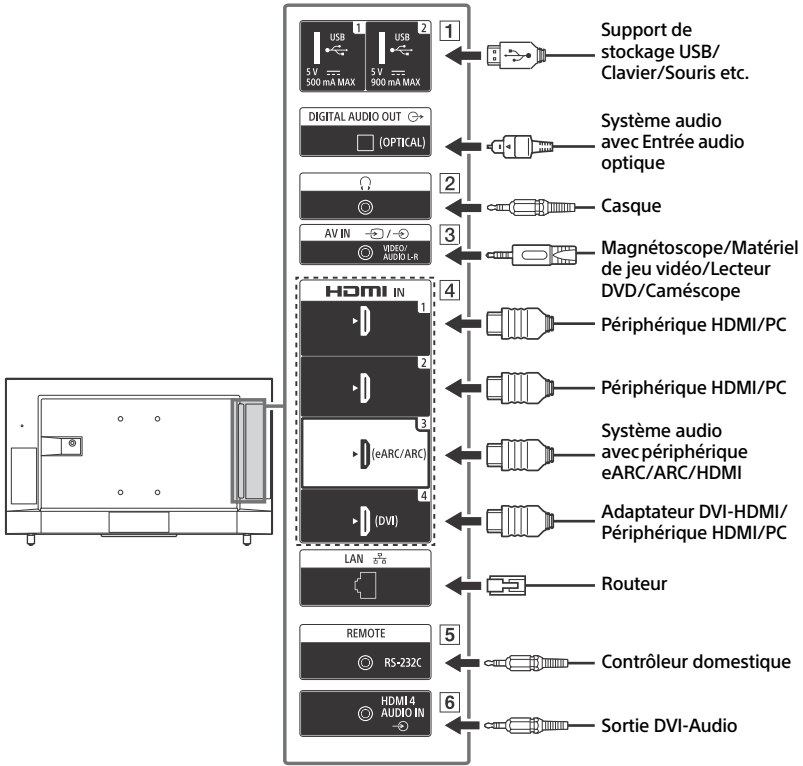 1
USB
5 V
500 mA MAX
2
USB
5 V
900 mA MAX
1
Support de
stockage USB/
Clavier/Souris etc.
DIGITAL AUDIO OUT
(OPTICAL)
Système audio
avec Entrée audio
optique
2
Casque
AV IN
/
VIDEO/
AUDIO L-R
3
Magnétoscope/Matériel
de jeu vidéo/Lecteur
DVD/Caméscope
HDMI IN
4
1
Périphérique HDMI/PC
2
Périphérique HDMI/PC
3
(eARC/ARC)
Système audio
avec périphérique
eARC/ARC/HDMI
4
(DVI)
Adaptateur DVI-HDMI/
Périphérique HDMI/PC
LAN
Routeur
REMOTE
RS-232C
5
Contrôleur domestique
HDMI 4
AUDIO IN
6
Sortie DVI-Audio